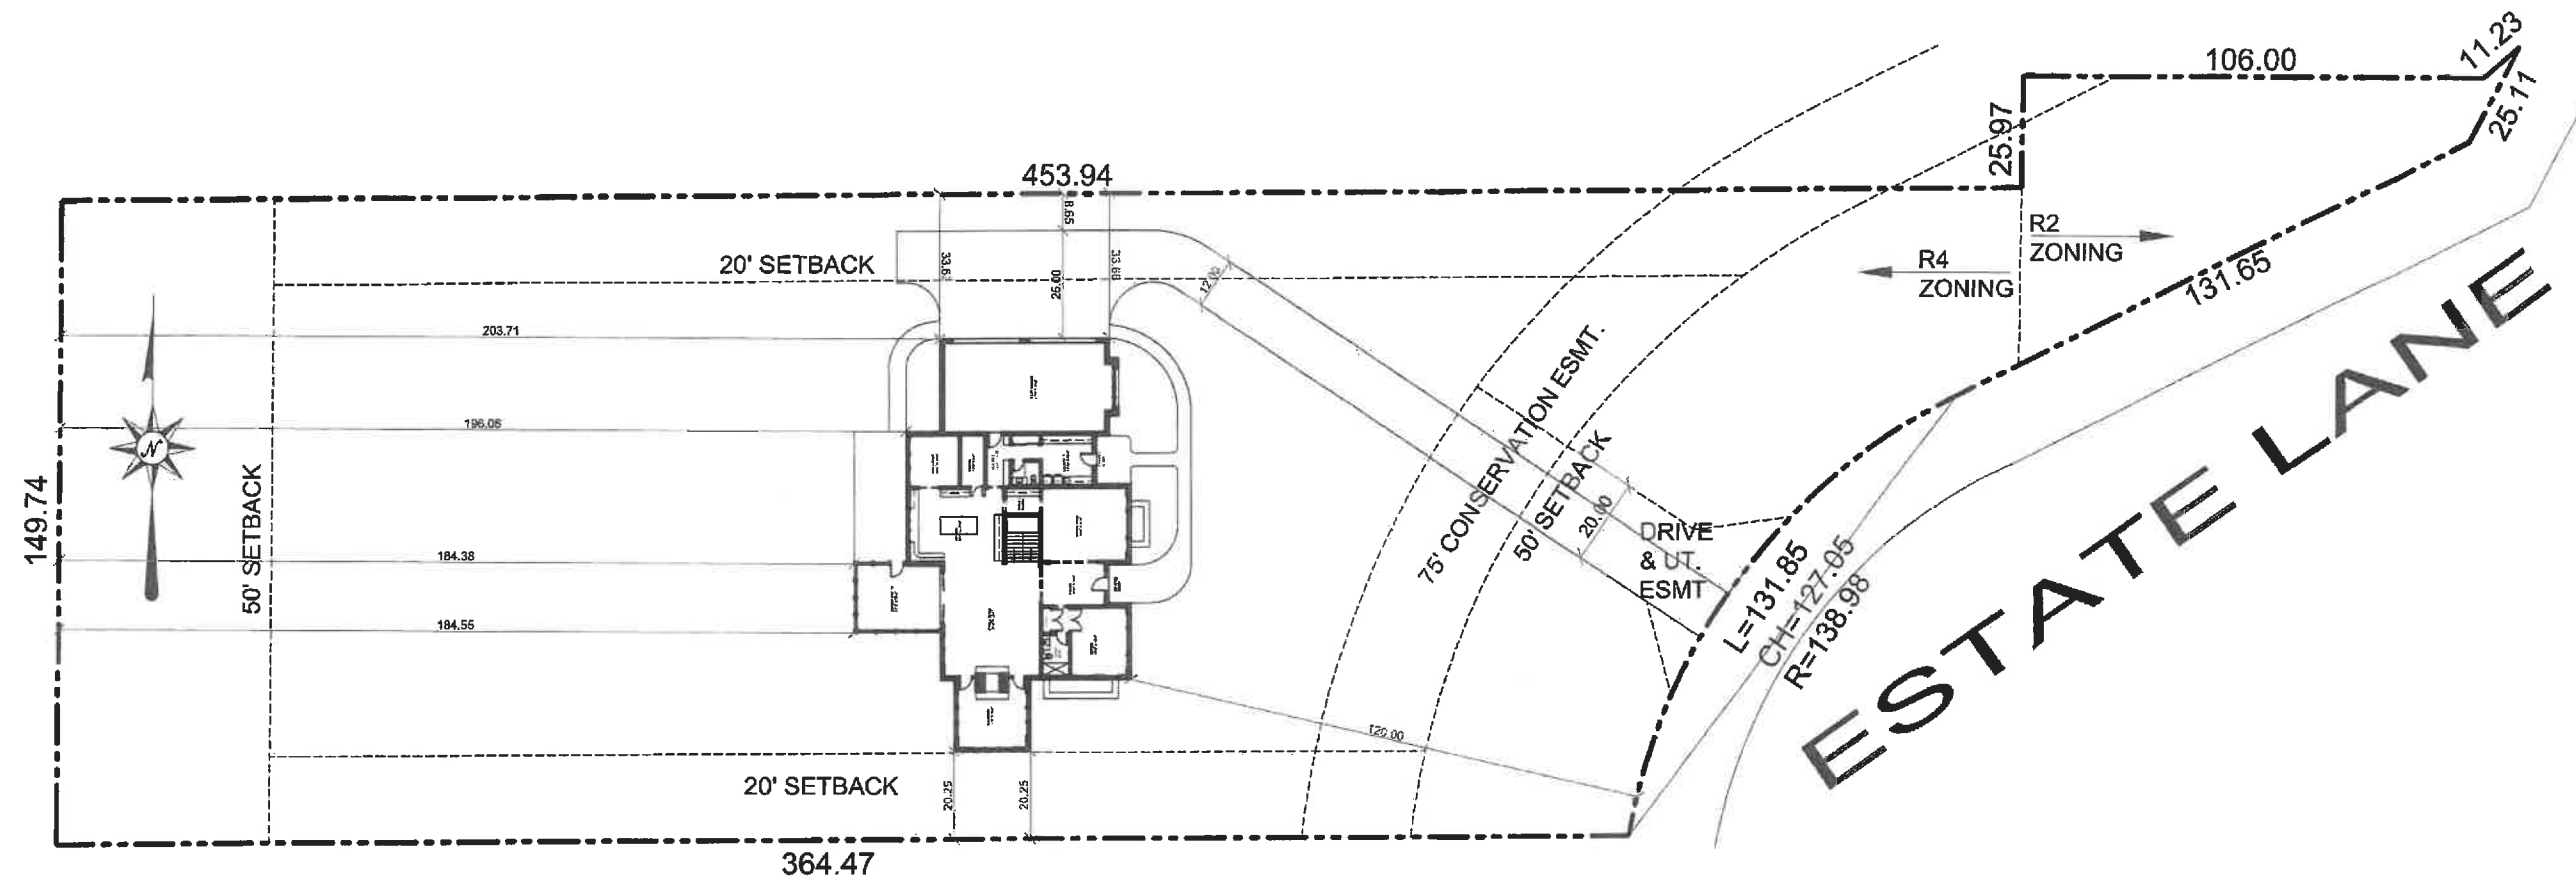 11.23
106.00
25.11
25.97
453.94
8.65
R2
ZONING
20' SETBACK
33.68
26.00
12.00
R4
ZONING
131.65
203.71
75' CONSERVATION ESMT.
196.06
149.74
50' SETBACK
50' SETBACK
20.00
DRIVE
& UT.
ESMT
184.38
L=131.85
CH=127.05
R=138.98
ESTATE LANE
N
184.55
120.00
20' SETBACK
20.25
20.25
364.47